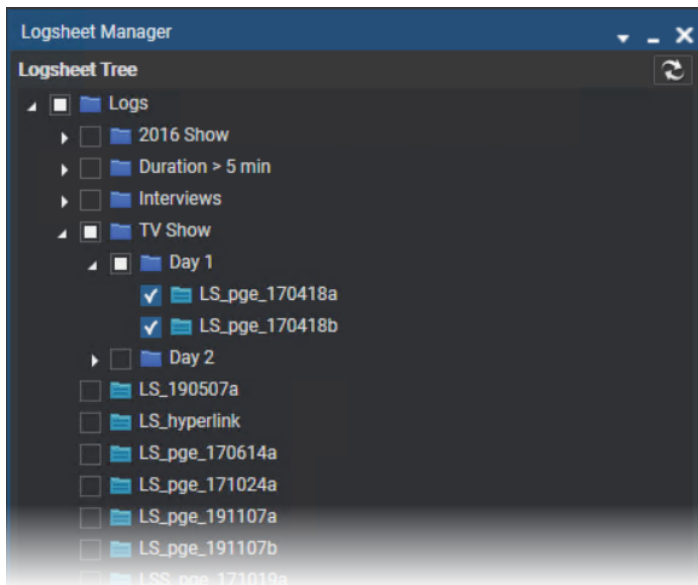 Logsheet Manager
Logsheet Tree
Logs
2016 Show
Duration > 5 min
Interviews
TV Show
Day 1
LS_pge_170418a
LS_pge_170418b
Day 2
LS_190507a
LS_hyperlink
LS_pge_170614a
LS_pge_171024a
LS_pge_191107a
LS_pge_191107b
LSS_pge_171019a